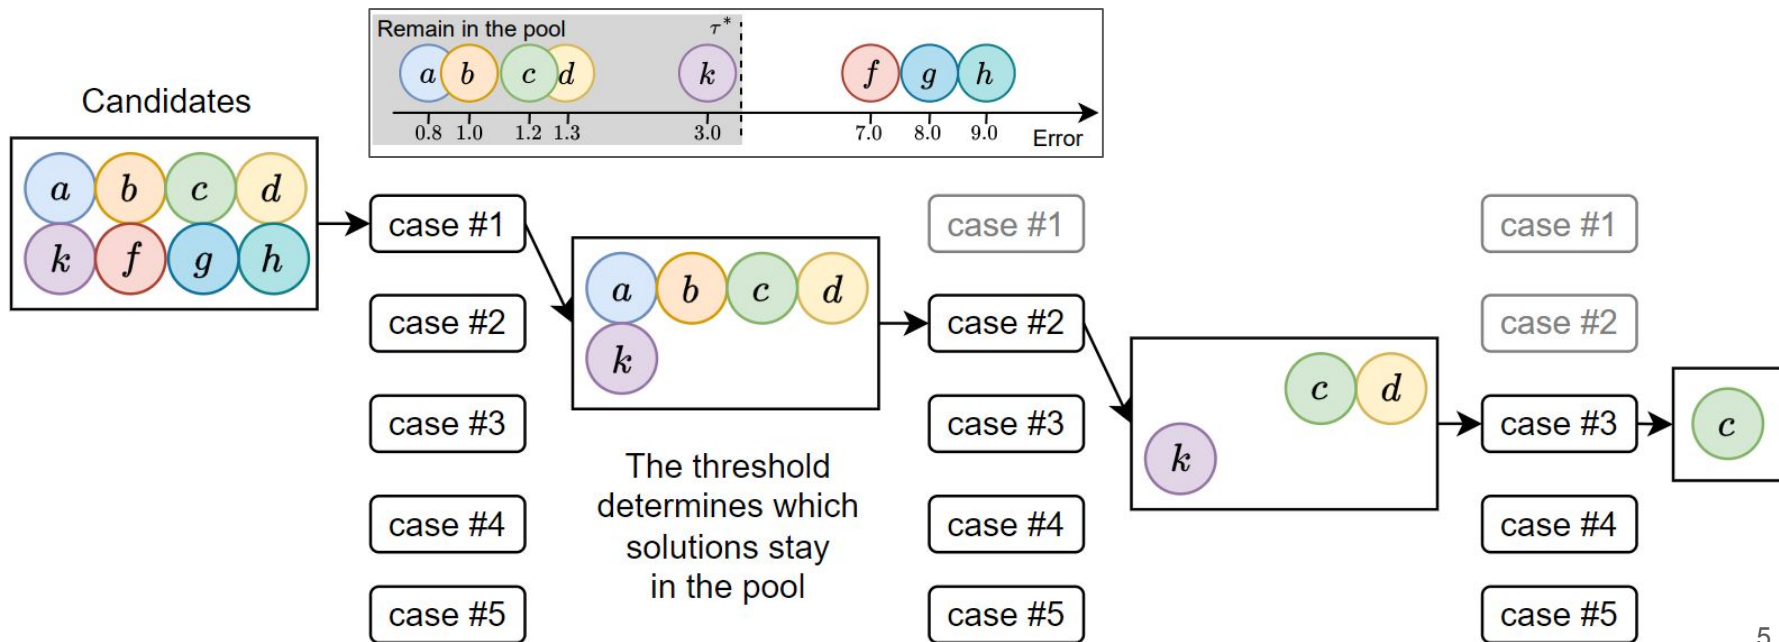 Remain in the pool τ*
a b c d k f g h
0.8 1.0 1.2 1.3 3.0 7.0 8.0 9.0
Error
Candidates
a b c d
k f g h
case #1
case #2
case #3
case #4
case #5
a b c d
k
The threshold
determines which
solutions stay
in the pool
case #1
case #2
case #3
case #4
case #5
c d
k
case #1
case #2
case #3
case #4
case #5
c
5